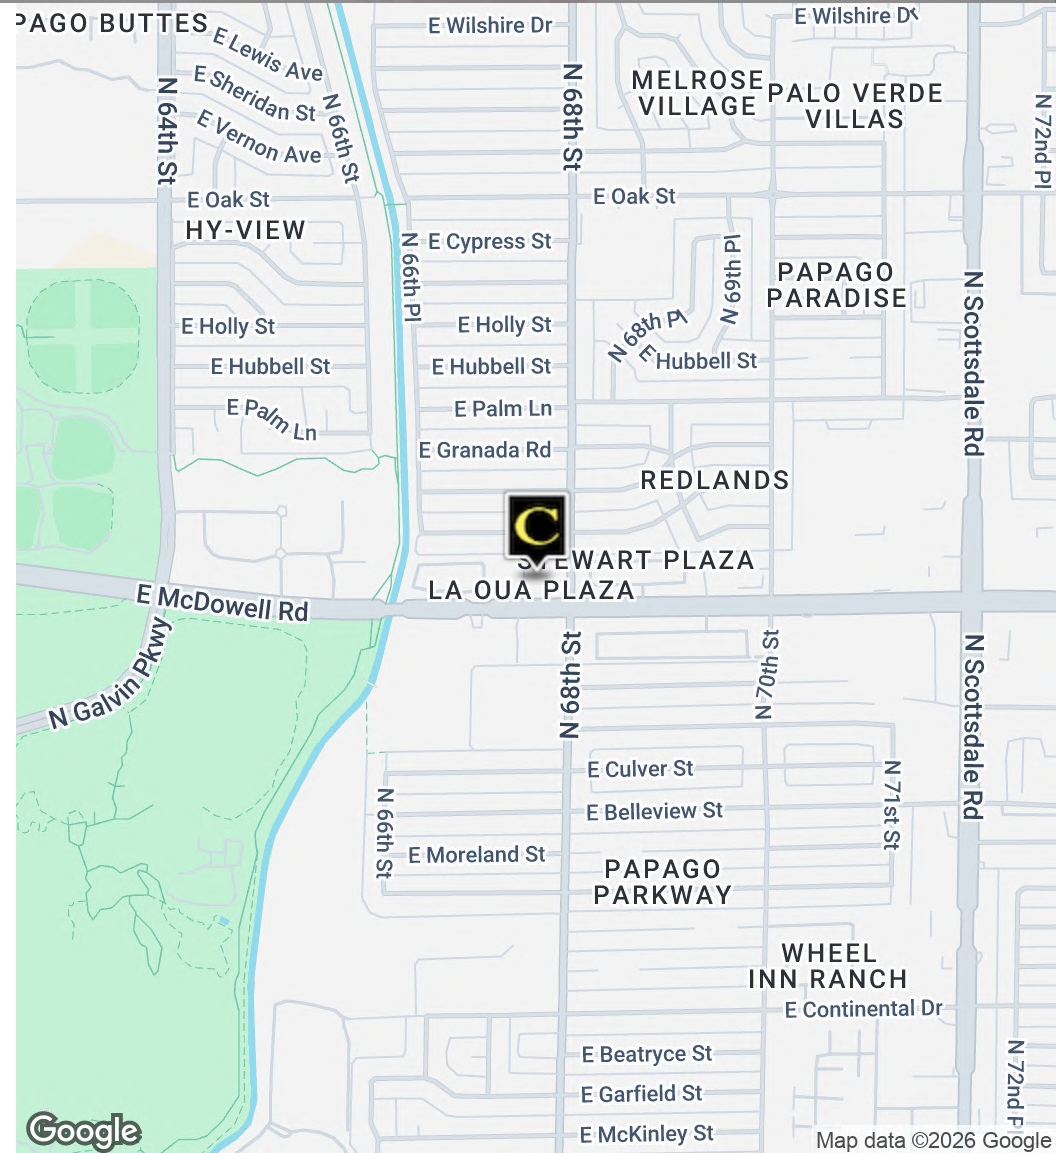 PAGO BUTTES
E Wilshire Dr
E Wilshire Dr
E Lewis Ave
E Sheridan St
E Vernon Ave
N 64th St
N 66th St
N 68th St
MELROSE
VILLAGE
PALO VERDE
VILLAS
N 72nd Pl
E Oak St
E Oak St
HY-VIEW
E Cypress St
N 66th Pl
N 69th Pl
PAPAGO
PARADISE
N Scottsdale Rd
E Holly St
E Holly St
N 68th Pl
E Hubbell St
E Hubbell St
E Hubbell St
E Palm Ln
E Palm Ln
E Granada Rd
REDLANDS
C
STEWART PLAZA
LA OUA PLAZA
E McDowell Rd
N Galvin Pkwy
N 68th St
N 70th St
N Scottsdale Rd
E Culver St
N 66th St
N 71st St
E Belleview St
E Moreland St
PAPAGO
PARKWAY
WHEEL
INN RANCH
E Continental Dr
E Beatryce St
N 72nd Pl
E Garfield St
E McKinley St
Google
Map data ©2026 Google